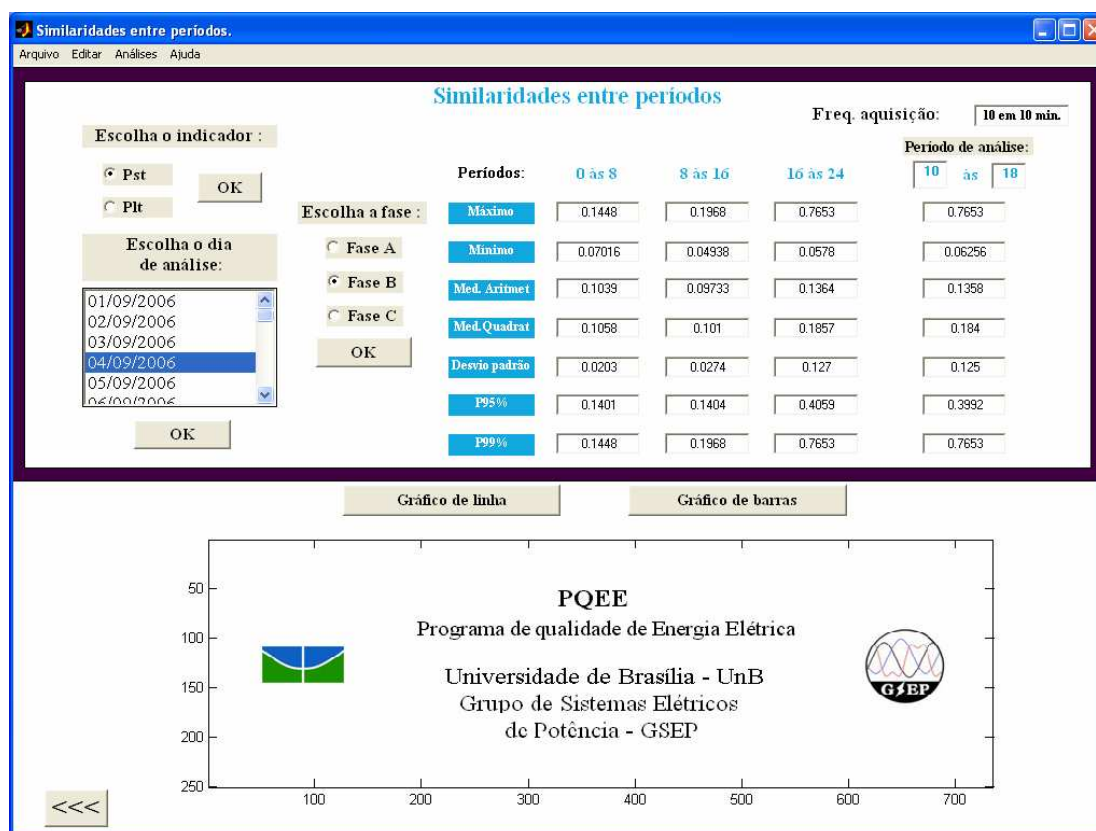 Similaridades entre períodos.
Arquivo Editar Análises Ajuda
Similaridades entre períodos
Freq. aquisição: 10 em 10 min.
Escolha o indicador :
Pst
Plt
OK
Escolha o dia
de análise:
01/09/2006
02/09/2006
03/09/2006
04/09/2006
05/09/2006
06/09/2006
OK
Escolha a fase :
Fase A
Fase B
Fase C
OK
Período de análise:
Períodos: 0 às 8 8 às 16 16 às 24 10 às 18
Máximo 0.1448 0.1968 0.7653 0.7653
Mínimo 0.07016 0.04938 0.0578 0.06256
Med. Aritmet 0.1039 0.09733 0.1364 0.1358
Med.Quadrat 0.1058 0.101 0.1857 0.184
Desvio padrão 0.0203 0.0274 0.127 0.125
P95% 0.1401 0.1404 0.4059 0.3992
P99% 0.1448 0.1968 0.7653 0.7653
Gráfico de linha Gráfico de barras
50
100
150
200
250
PQEE
Programa de qualidade de Energia Elétrica
Universidade de Brasília - UnB
Grupo de Sistemas Elétricos
de Potência - GSEP
GSEP
100 200 300 400 500 600 700
<<<